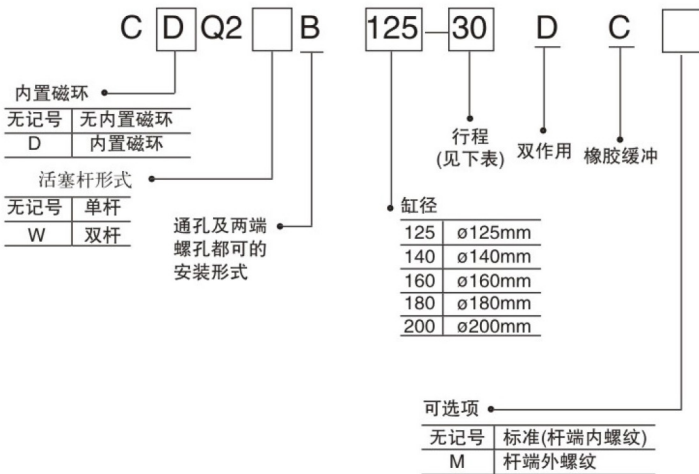 C D Q2 B 125-30 D C
内置磁环
无记号 无内置磁环
D 内置磁环
活塞杆形式
无记号 单杆
W 双杆
通孔及两端
螺孔都可的
安装形式
行程
(见下表)
双作用
橡胶缓冲
缸径
125 ø125mm
140 ø140mm
160 ø160mm
180 ø180mm
200 ø200mm
可选项
无记号 标准(杆端内螺纹)
M 杆端外螺纹